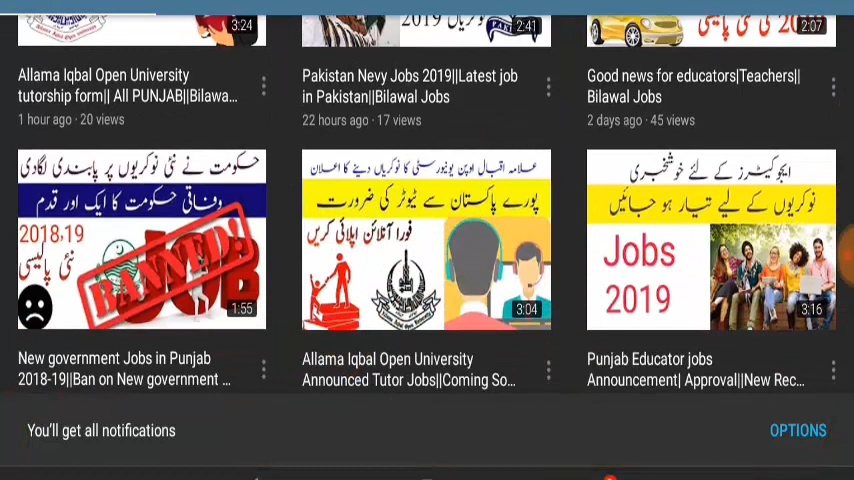 3:24
2019 نوکریاں
2:41
2:07
Allama Iqbal Open University
tutorship form|| All PUNJAB||Bilawa...
1 hour ago · 20 views
Pakistan Nevy Jobs 2019||Latest job
in Pakistan||Bilawal Jobs
22 hours ago · 17 views
Good news for educators|Teachers||
Bilawal Jobs
2 days ago · 45 views
حکومت نے نئی نوکریوں پر پابندی لگادی
وفاقی حکومت کا ایک اور قدم
2018-19
نئی پالیسی
BANNED!
JOB
1:55
علامہ اقبال اوپن یونیورسٹی کا نوکریاں دینے کا اعلان
پورے پاکستان سے ٹیوٹر کی ضرورت
فورا آنلائن اپلائی کریں
3:04
ایجوکیٹرز کے لئے خوشخبری
نوکریوں کے لیے تیار ہو جائیں
Jobs
2019
3:16
New government Jobs in Punjab
2018-19||Ban on New government ...
Allama Iqbal Open University
Announced Tutor Jobs||Coming So...
Punjab Educator jobs
Announcement| Approval||New Rec...
You'll get all notifications
OPTIONS